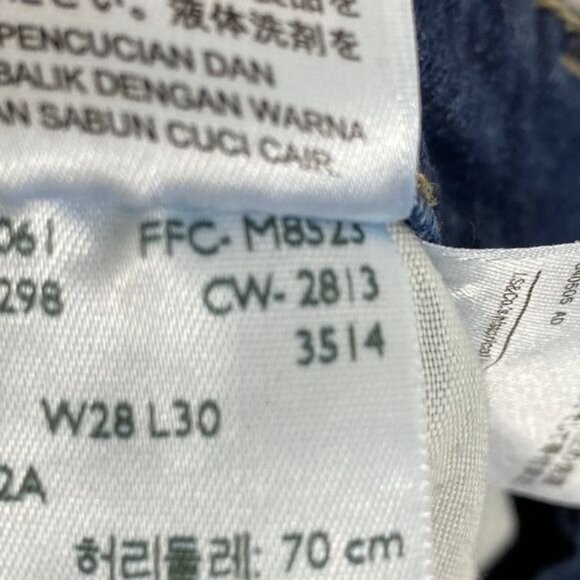 液体洗剤を
PENCUCIAN DAN
BALIK DENGAN WARNA
AN SABUN CUCI CAIR.
061 FFC- M8523
298 CW- 2813
3514
W28 L30
2A
허리둘레: 70 cm